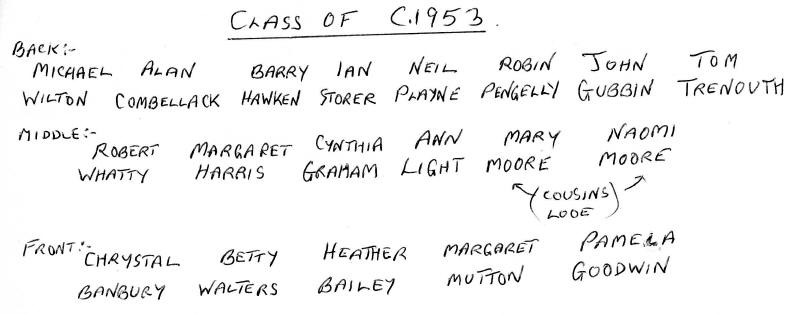 CLASS OF C.1953.
BACK:-
MICHAEL ALAN BARRY IAN NEIL ROBIN JOHN TOM
WILTON COMBELLACK HAWKEN STORER PLAYNE PENGELLY GUBBIN TRENOUTH
MIDDLE:-
ROBERT MARGARET CYNTHIA ANN MARY NAOMI
WHATTY HARRIS GRAHAM LIGHT MOORE MOORE
(COUSINS)
LOOE
FRONT:-
CHRYSTAL BETTY HEATHER MARGARET PAMELA
BANBURY WALTERS BAILEY MUTTON GOODWIN